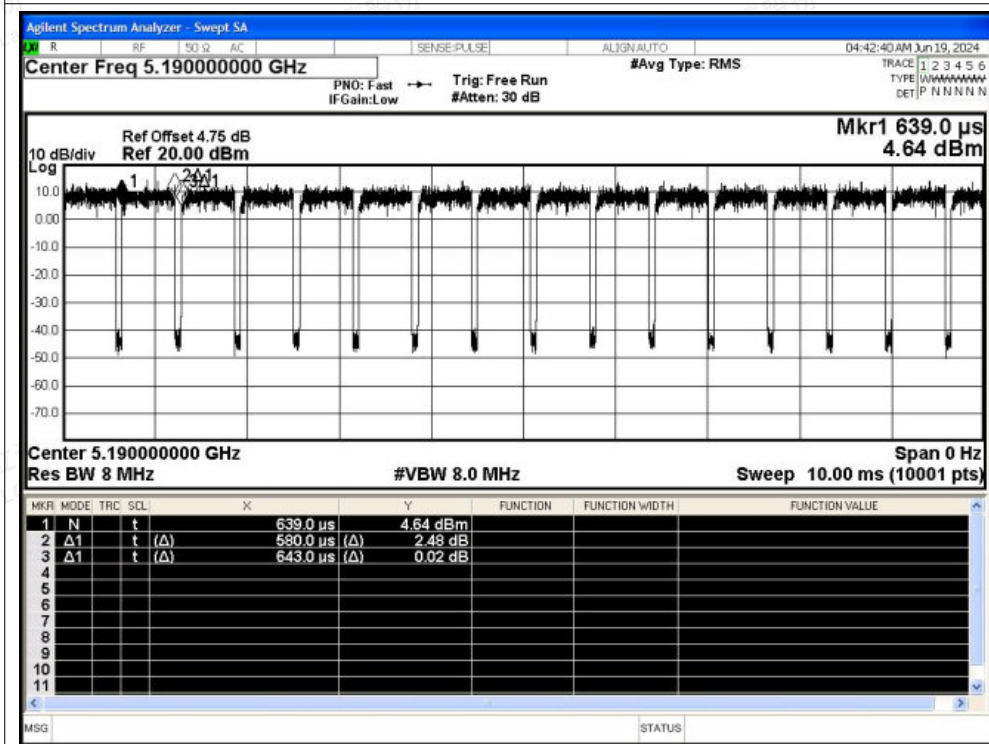 Agilent Spectrum Analyzer - Swept SA
LXI R RF 50 Ω AC SENSE:PULSE ALIGNAUTO 04:42:40 AM Jun 19, 2024
Center Freq 5.190000000 GHz
PNO: Fast
IFGain:Low
Trig: Free Run
#Atten: 30 dB
#Avg Type: RMS
TRACE 1 2 3 4 5 6
TYPE WWWWWW
DET P N N N N N
Mkr1 639.0 µs
4.64 dBm
Ref Offset 4.75 dB
10 dB/div Ref 20.00 dBm
Log
1 2Δ1 3Δ1
10.0
0.00
-10.0
-20.0
-30.0
-40.0
-50.0
-60.0
-70.0
Center 5.190000000 GHz Span 0 Hz
Res BW 8 MHz #VBW 8.0 MHz Sweep 10.00 ms (10001 pts)
MKR MODE TRC SCL X Y FUNCTION FUNCTION WIDTH FUNCTION VALUE
1 N t 639.0 µs 4.64 dBm
2 Δ1 t (Δ) 580.0 µs (Δ) 2.48 dB
3 Δ1 t (Δ) 643.0 µs (Δ) 0.02 dB
4
5
6
7
8
9
10
11
MSG STATUS